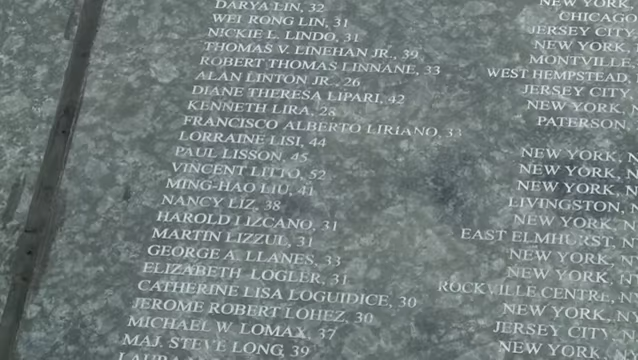 DARYA LIN, 32 NEW YORK,
WEI RONG LIN, 31 CHICAGO
NICKIE L. LINDO, 31 JERSEY CITY,
THOMAS V. LINEHAN JR., 39 NEW YORK,
ROBERT THOMAS LINNANE, 33 MONTVILLE,
ALAN LINTON JR., 26 WEST HEMPSTEAD,
DIANE THERESA LIPARI, 42 JERSEY CITY,
KENNETH LIRA, 28 NEW YORK,
FRANCISCO ALBERTO LIRIANO, 33 PATERSON,
LORRAINE LISI, 44
PAUL LISSON, 45 NEW YORK, N
VINCENT LITTO, 52 NEW YORK, N
MING-HAO LIU, 41 NEW YORK, N
NANCY LIZ, 38 LIVINGSTON, N
HAROLD LIZCANO, 31 NEW YORK, N
MARTIN LIZZUL, 31 EAST ELMHURST, N
GEORGE A. LLANES, 33 NEW YORK, N
ELIZABETH LOGLER, 31 NEW YORK, N
CATHERINE LISA LOGUIDICE, 30 ROCKVILLE CENTRE, N
JEROME ROBERT LOHEZ, 30 NEW YORK, N
MICHAEL W. LOMAX, 37 JERSEY CITY,
MAJ. STEVE LONG, 39 NEW YORK, N